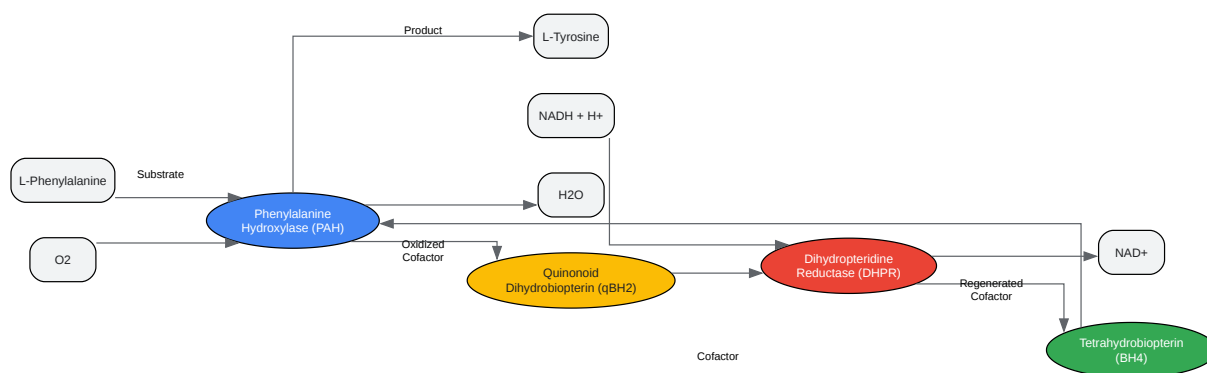 Product
L-Tyrosine
NADH + H+
L-Phenylalanine
Substrate
H2O
Phenylalanine
Hydroxylase (PAH)
O2
Oxidized
Cofactor
Quinonoid
Dihydrobiopterin (qBH2)
Dihydropteridine
Reductase (DHPR)
NAD+
Regenerated
Cofactor
Tetrahydrobiopterin
(BH4)
Cofactor